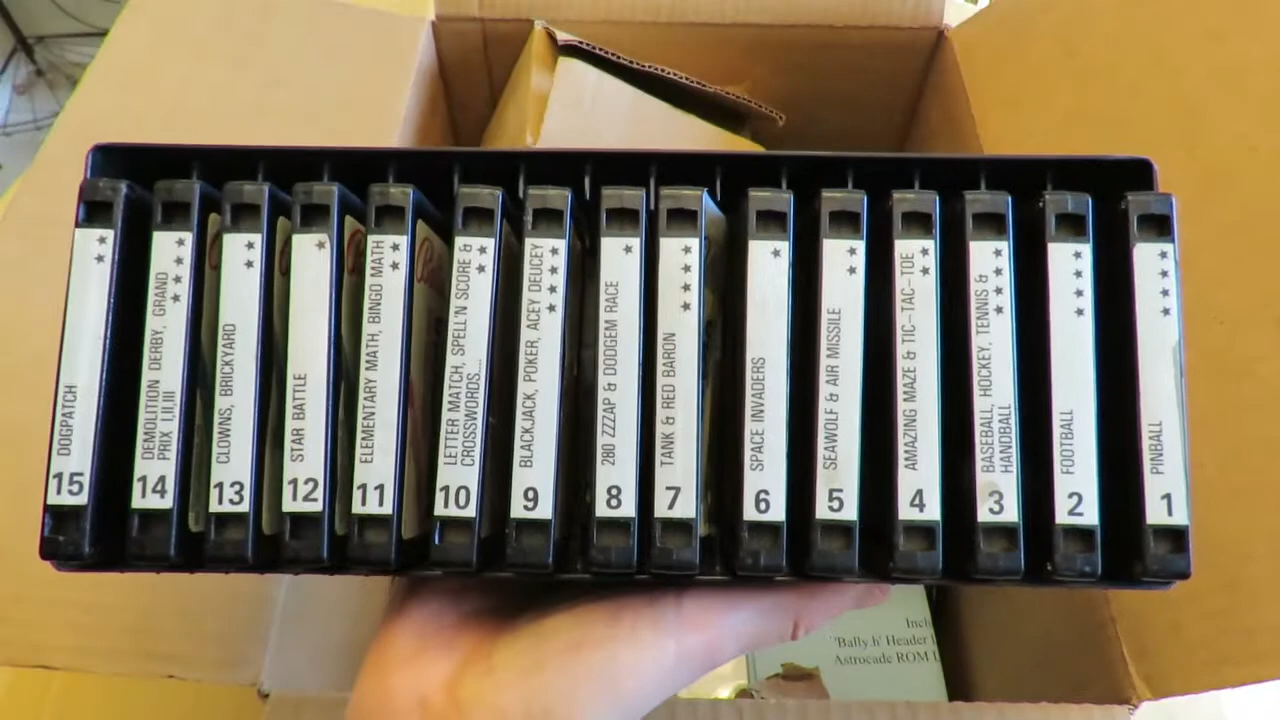 DOGPATCH
15
DEMOLITION DERBY, GRAND
PRIX I,II,III
14
CLOWNS, BRICKYARD
13
STAR BATTLE
12
ELEMENTARY MATH, BINGO MATH
11
LETTER MATCH, SPELL'N SCORE &
CROSSWORDS....
10
BLACKJACK, POKER, ACEY DEUCEY
9
280 ZZZAP & DODGEM RACE
8
TANK & RED BARON
7
SPACE INVADERS
6
SEAWOLF & AIR MISSILE
5
AMAZING MAZE & TIC-TAC-TOE
4
BASEBALL, HOCKEY, TENNIS &
HANDBALL
3
FOOTBALL
2
PINBALL
1
"Bally.h" Header
Astrocade ROM